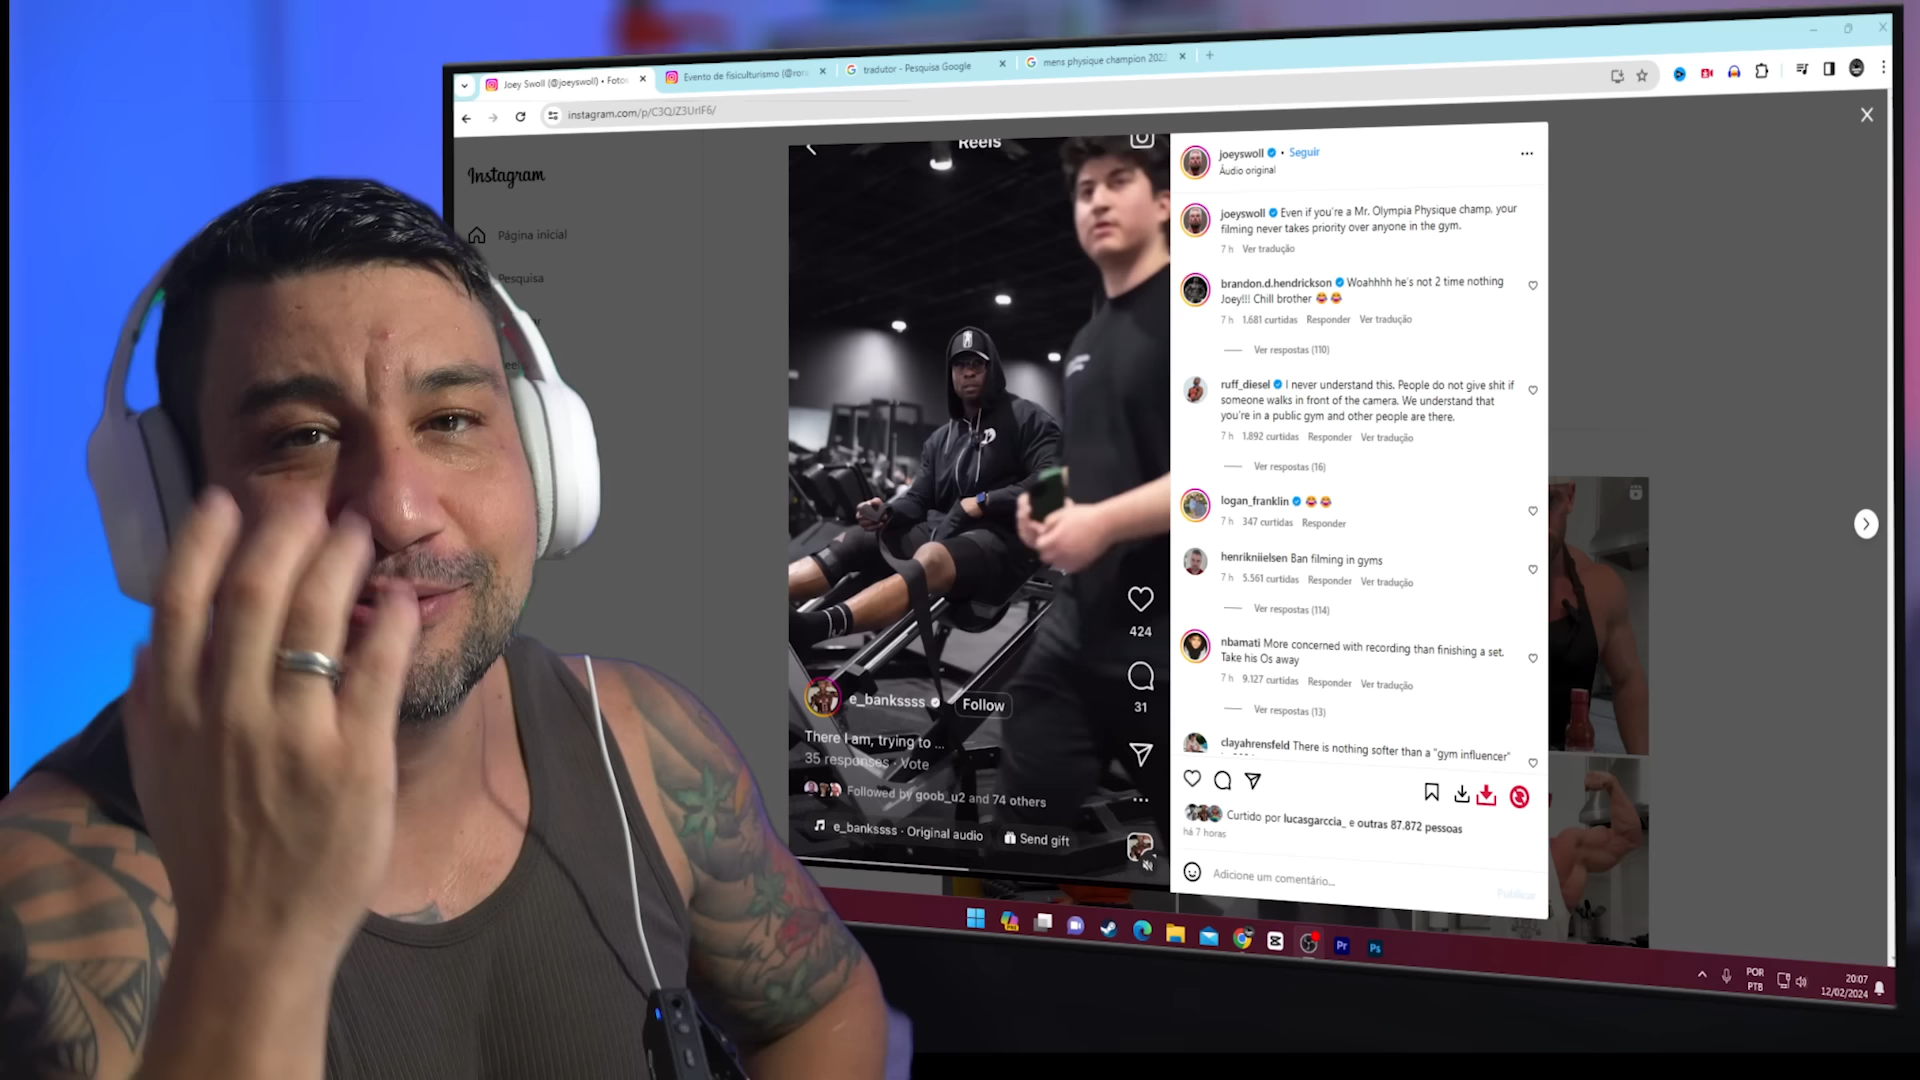 Joey Swoll (@joeyswoll) • Fotos
Evento de fisiculturismo (@ror
tradutor - Pesquisa Google
mens physique champion 2022
instagram.com/p/C3QJZ3UrlF6/
Instagram
Página inicial
Pesquisa
Reels
joeyswoll • Seguir
Áudio original
joeyswoll Even if you're a Mr. Olympia Physique champ, your
filming never takes priority over anyone in the gym.
7 h Ver tradução
brandon.d.hendrickson Woahhhh he's not 2 time nothing
Joey!!! Chill brother 😂😂
7 h 1.681 curtidas Responder Ver tradução
Ver respostas (110)
ruff_diesel I never understand this. People do not give shit if
someone walks in front of the camera. We understand that
you're in a public gym and other people are there.
7 h 1.892 curtidas Responder Ver tradução
Ver respostas (16)
logan_franklin 😂😂
7 h 347 curtidas Responder
henrikniielsen Ban filming in gyms
7 h 5.561 curtidas Responder Ver tradução
Ver respostas (114)
nbamati More concerned with recording than finishing a set.
Take his Os away
7 h 9.127 curtidas Responder Ver tradução
Ver respostas (13)
clayahrensfeld There is nothing softer than a "gym influencer"
Curtido por lucasgarccia_ e outras 87.872 pessoas
há 7 horas
Adicione um comentário...
Publicar
424
31
e_bankssss Follow
There I am, trying to ...
35 responses · Vote
Followed by goob_u2 and 74 others
e_bankssss · Original audio
Send gift
PRE
Pr
Ps
POR
PTB
20:07
12/02/2024